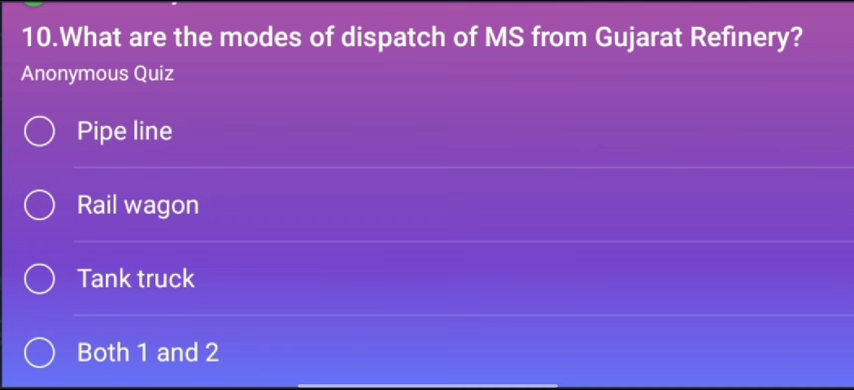 10.What are the modes of dispatch of MS from Gujarat Refinery?
Anonymous Quiz
Pipe line
Rail wagon
Tank truck
Both 1 and 2